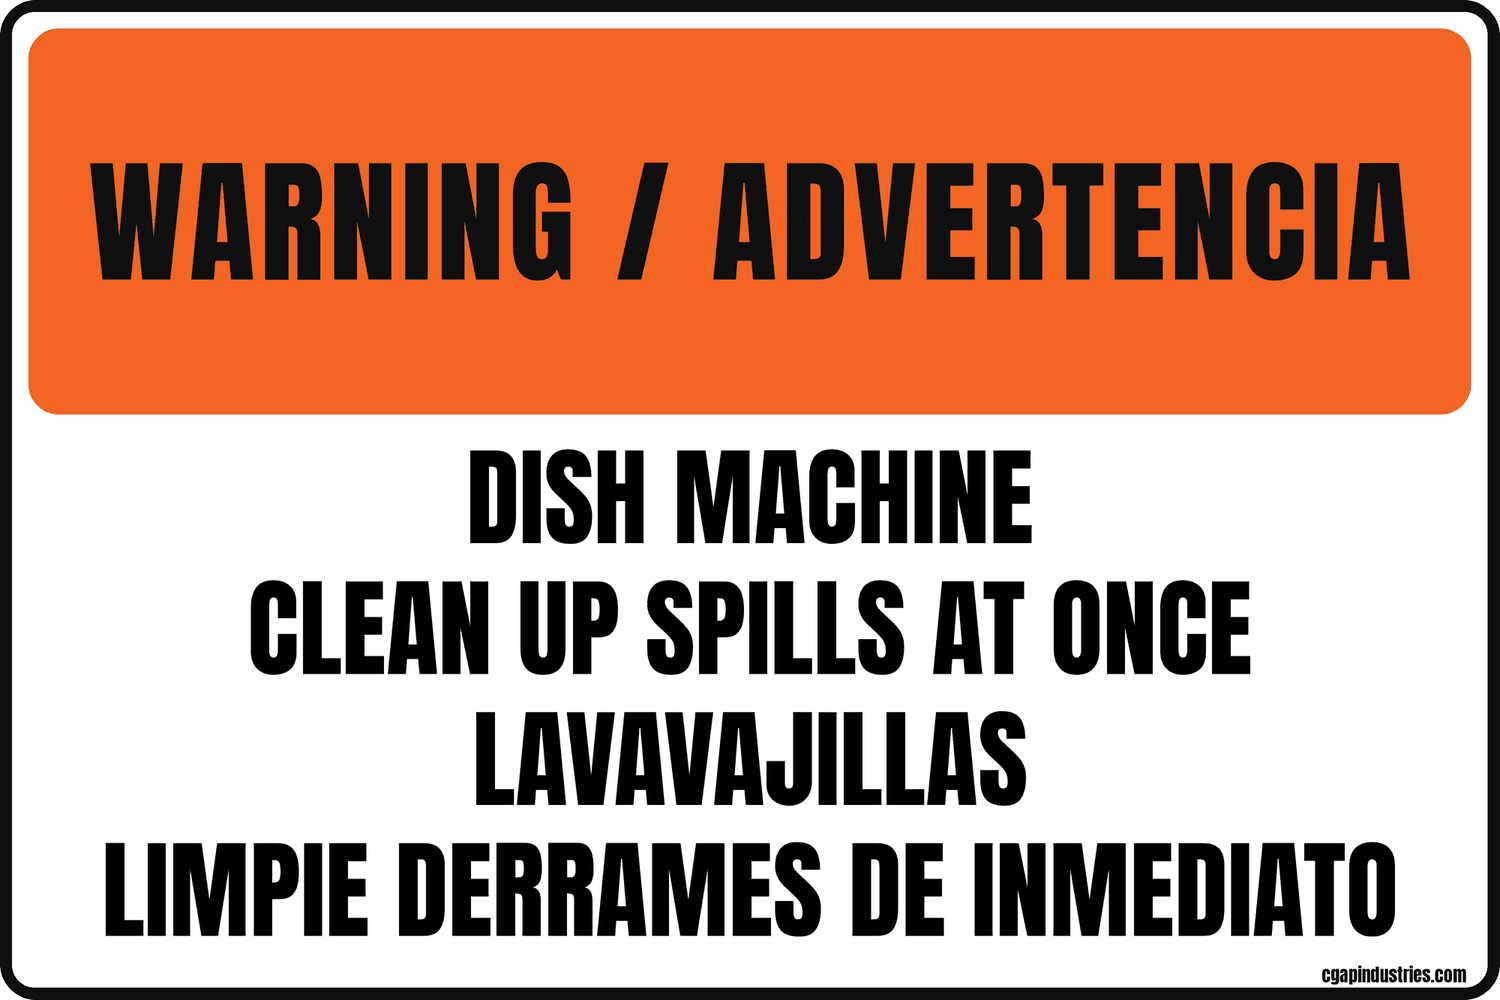 WARNING / ADVERTENCIA
DISH MACHINE
CLEAN UP SPILLS AT ONCE
LAVAVAJILLAS
LIMPIE DERRAMES DE INMEDIATO
cgapindustries.com